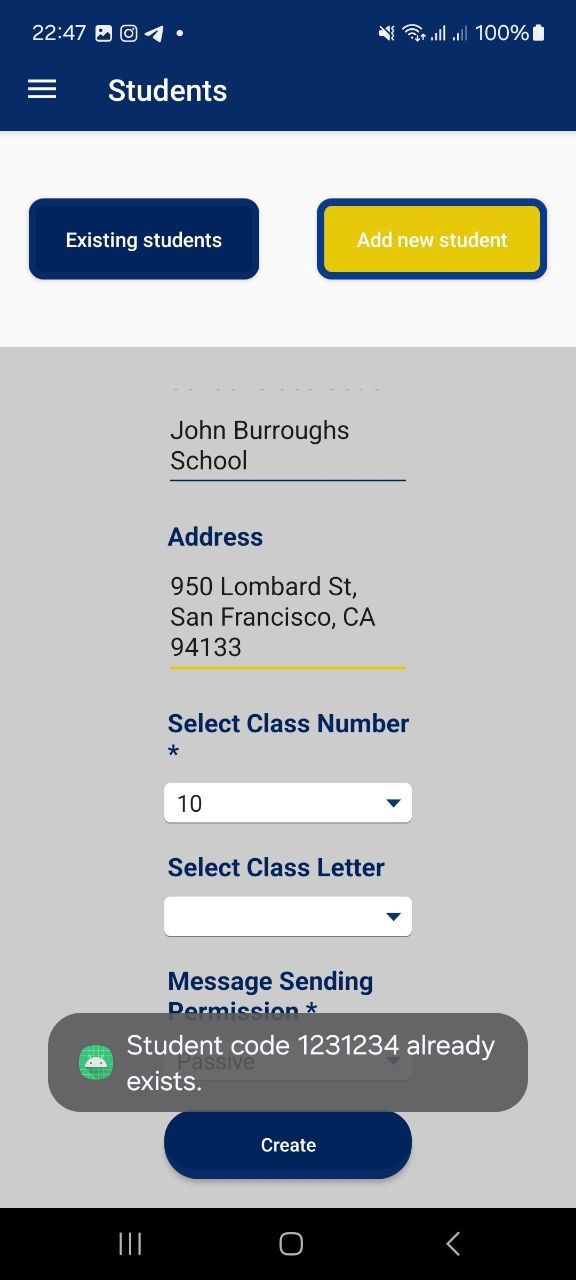 22:47 100%
Students
Existing students Add new student
John Burroughs
School
Address
950 Lombard St,
San Francisco, CA
94133
Select Class Number
*
10
Select Class Letter
Message Sending
Permission *
Passive
Student code 1231234 already
exists.
Create